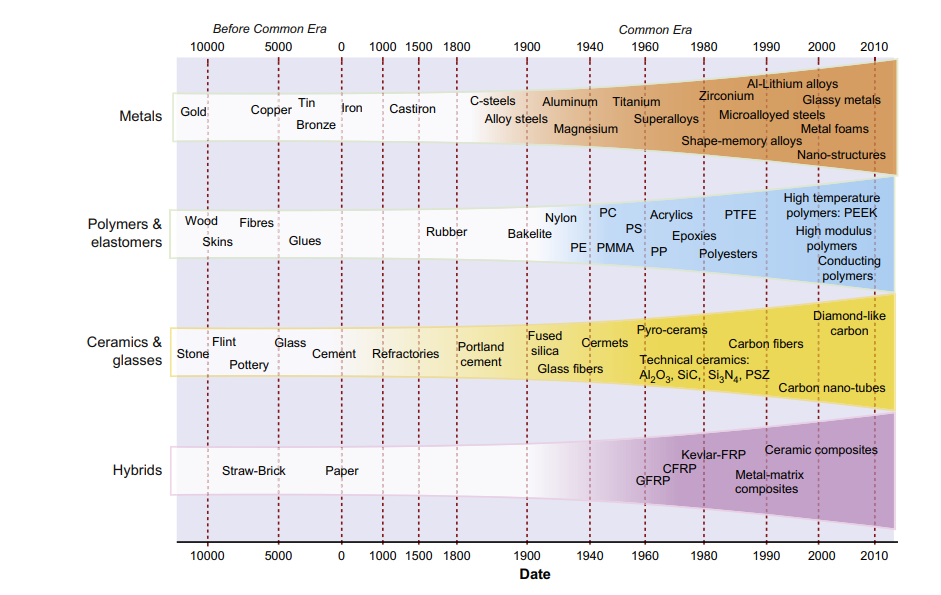 Before Common Era
Common Era
10000 5000 0 1000 1500 1800 1900 1940 1960 1980 1990 2000 2010
Metals
Gold
Copper
Tin
Bronze
Iron
Castiron
C-steels
Alloy steels
Aluminum
Magnesium
Titanium
Superalloys
Zirconium
Shape-memory alloys
Al-Lithium alloys
Microalloyed steels
Glassy metals
Metal foams
Nano-structures
Polymers &
elastomers
Wood
Skins
Fibres
Glues
Rubber
Bakelite
Nylon
PE
PC
PMMA
PS
PP
Acrylics
Epoxies
PTFE
Polyesters
High temperature
polymers: PEEK
High modulus
polymers
Conducting
polymers
Ceramics &
glasses
Stone
Flint
Pottery
Glass
Cement
Refractories
Portland
cement
Fused
silica
Glass fibers
Cermets
Pyro-cerams
Technical ceramics:
Al2O3, SiC, Si3N4, PSZ
Carbon fibers
Diamond-like
carbon
Carbon nano-tubes
Hybrids
Straw-Brick
Paper
GFRP
CFRP
Kevlar-FRP
Metal-matrix
composites
Ceramic composites
10000 5000 0 1000 1500 1800 1900 1940 1960 1980 1990 2000 2010
Date